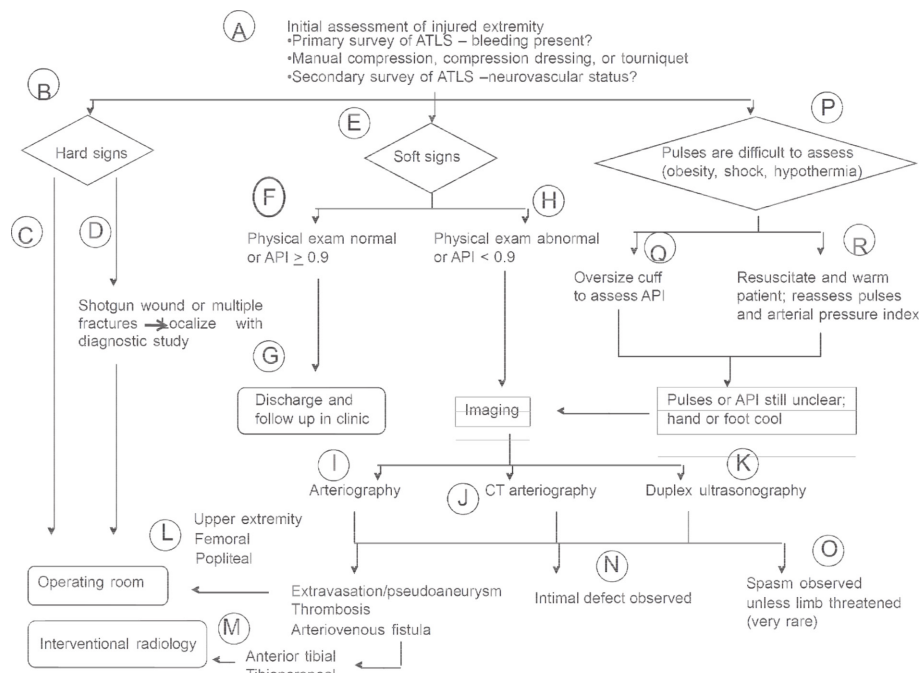 A
Initial assessment of injured extremity
•Primary survey of ATLS – bleeding present?
•Manual compression, compression dressing, or tourniquet
•Secondary survey of ATLS –neurovascular status?
B
Hard signs
E
Soft signs
P
Pulses are difficult to assess
(obesity, shock, hypothermia)
C
D
F
Physical exam normal
or API ≥ 0.9
H
Physical exam abnormal
or API < 0.9
Q
Oversize cuff
to assess API
R
Resuscitate and warm
patient; reassess pulses
and arterial pressure index
Shotgun wound or multiple
fractures → Localize with
diagnostic study
G
Discharge and
follow up in clinic
Imaging
Pulses or API still unclear;
hand or foot cool
I
Arteriography
J
CT arteriography
K
Duplex ultrasonography
L
Upper extremity
Femoral
Popliteal
Operating room
Extravasation/pseudoaneurysm
Thrombosis
Arteriovenous fistula
N
Intimal defect observed
O
Spasm observed
unless limb threatened
(very rare)
M
Interventional radiology
Anterior tibial